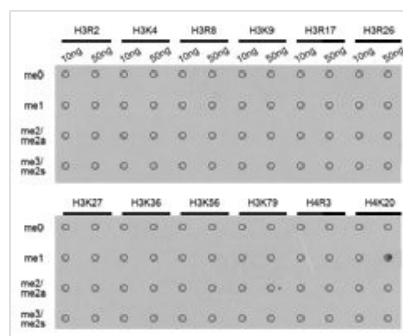 H3R2 H3K4 H3R8 H3K9 H3R17 H3R26
10ng 50ng 10ng 50ng 10ng 50ng 10ng 50ng 10ng 50ng 10ng 50ng
me0
me1
me2/
me2a
me3/
me2s
H3K27 H3K36 H3K56 H3K79 H4R3 H4K20
me0
me1
me2/
me2a
me3/
me2s